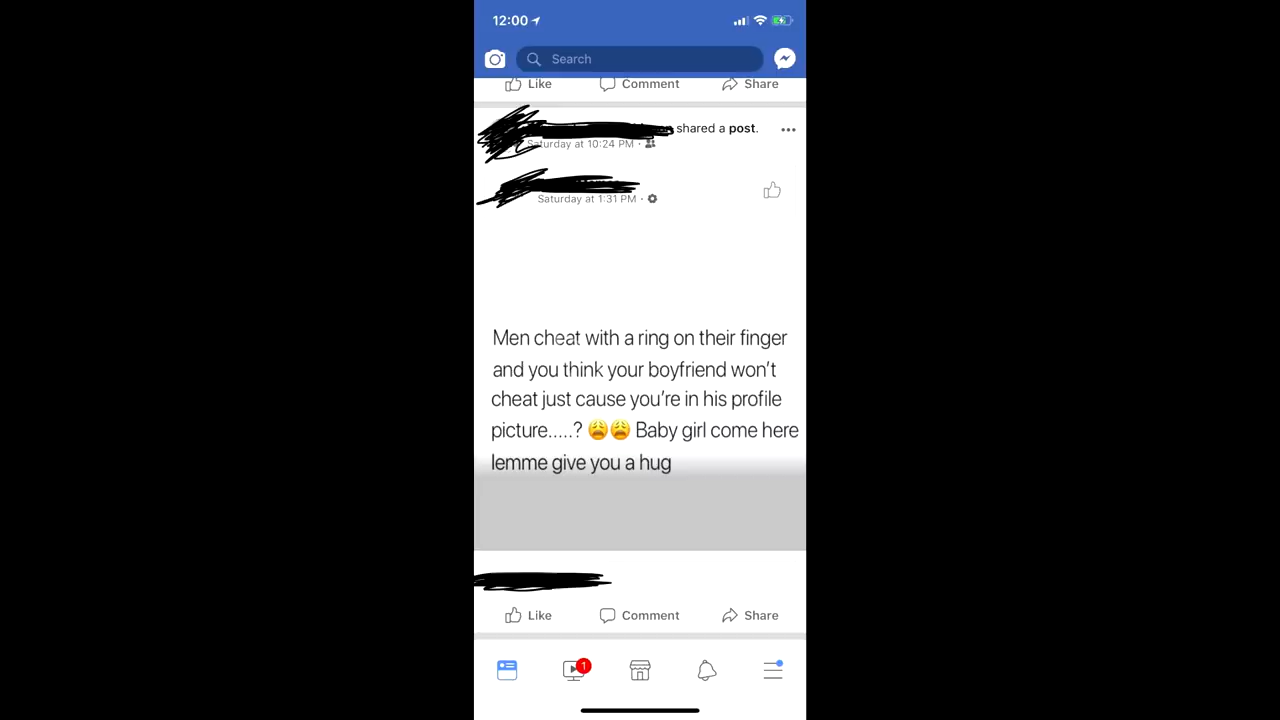 12:00
Search
Like Comment Share
shared a post.
Saturday at 10:24 PM ·
Saturday at 1:31 PM ·
Men cheat with a ring on their finger
and you think your boyfriend won't
cheat just cause you're in his profile
picture.....? 😩😩 Baby girl come here
lemme give you a hug
Like Comment Share
1